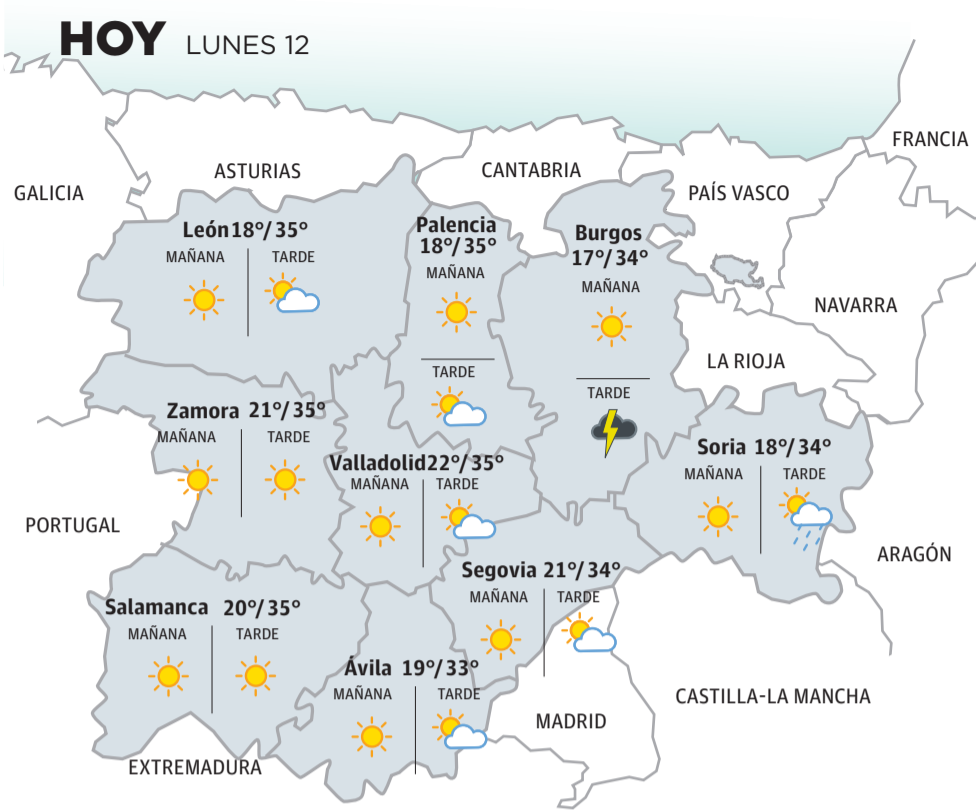 HOY LUNES 12
FRANCIA
ASTURIAS
CANTABRIA
GALICIA
PAÍS VASCO
León 18°/35°
MAÑANA TARDE
Palencia
18°/35°
MAÑANA
TARDE
Burgos
17°/34°
MAÑANA
TARDE
NAVARRA
LA RIOJA
Zamora 21°/35°
MAÑANA TARDE
Valladolid 22°/35°
MAÑANA TARDE
Soria 18°/34°
MAÑANA TARDE
PORTUGAL
ARAGÓN
Segovia 21°/34°
MAÑANA TARDE
Salamanca 20°/35°
MAÑANA TARDE
Ávila 19°/33°
MAÑANA TARDE
CASTILLA-LA MANCHA
MADRID
EXTREMADURA